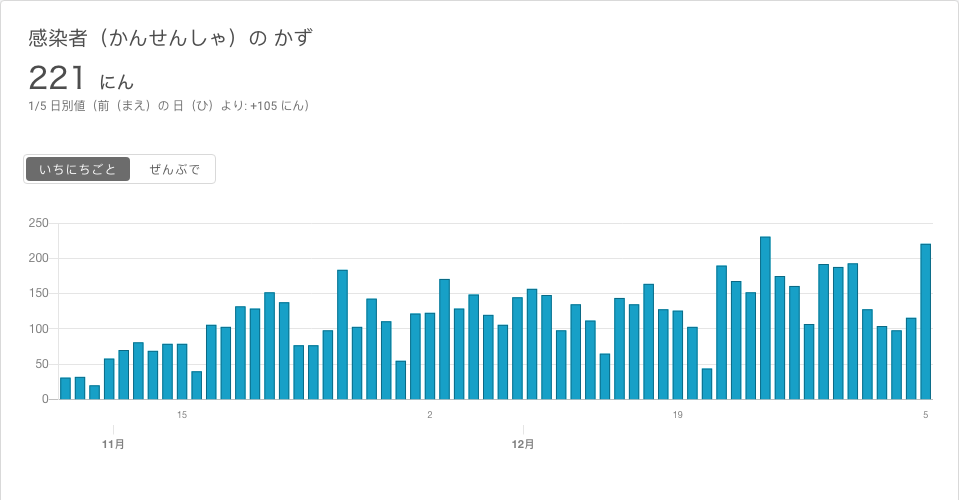 感染者（かんせんしゃ）の かず
221 にん
1/5 日別値（前（まえ）の 日（ひ）より: +105 にん）
いちにちごと ぜんぶで
250
200
150
100
50
0
15 2 19 5
11月 12月